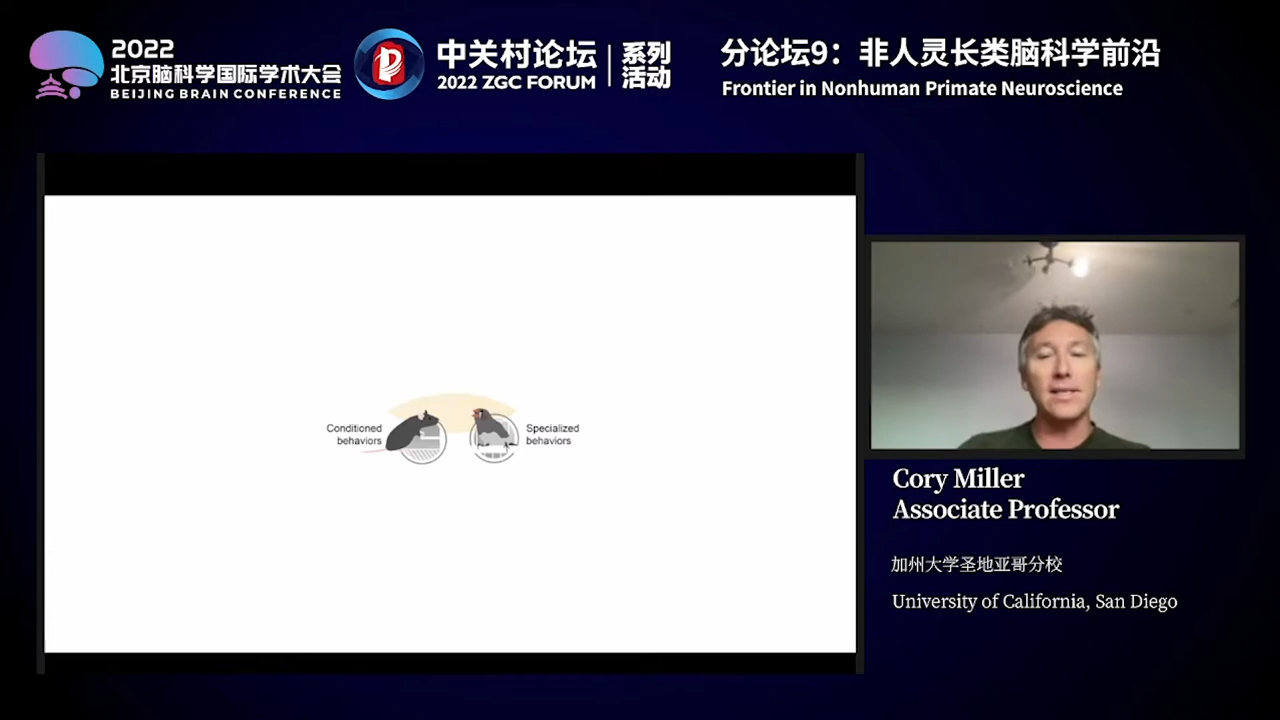 2022
北京脑科学国际学术大会
BEIJING BRAIN CONFERENCE
中关村论坛
2022 ZGC FORUM
系列
活动
分论坛9：非人灵长类脑科学前沿
Frontier in Nonhuman Primate Neuroscience
Conditioned
behaviors
Specialized
behaviors
Cory Miller
Associate Professor
加州大学圣地亚哥分校
University of California, San Diego